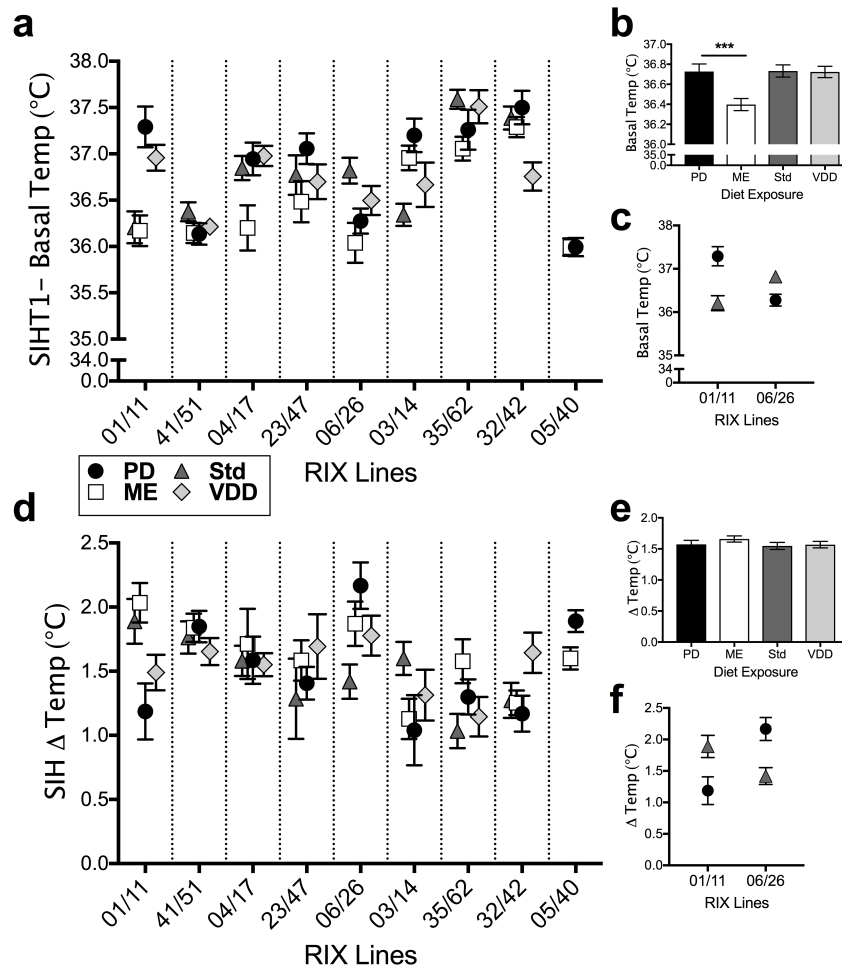 a
SIHT1– Basal Temp (°C)
38.0
37.5
37.0
36.5
36.0
35.5
35.0
34.0
0.0
01/11
41/51
04/17
23/47
06/26
03/14
35/62
32/42
05/40
RIX Lines
PD Std
ME VDD
b
Basal Temp (°C)
37.0
36.8
36.4
36.2
36.0
35.0
0.0
***
PD ME Std VDD
Diet Exposure
c
Basal Temp (°C)
38
37
36
35
34
0
01/11 06/26
RIX Lines
d
SIH Δ Temp (°C)
2.5
2.0
1.5
1.0
0.5
0.0
01/11
41/51
04/17
23/47
06/26
03/14
35/62
32/42
05/40
RIX Lines
e
Δ Temp (°C)
2.0
1.5
1.0
0.5
0.0
PD ME Std VDD
Diet Exposure
f
Δ Temp (°C)
2.5
2.0
1.5
1.0
0.5
0.0
01/11 06/26
RIX Lines